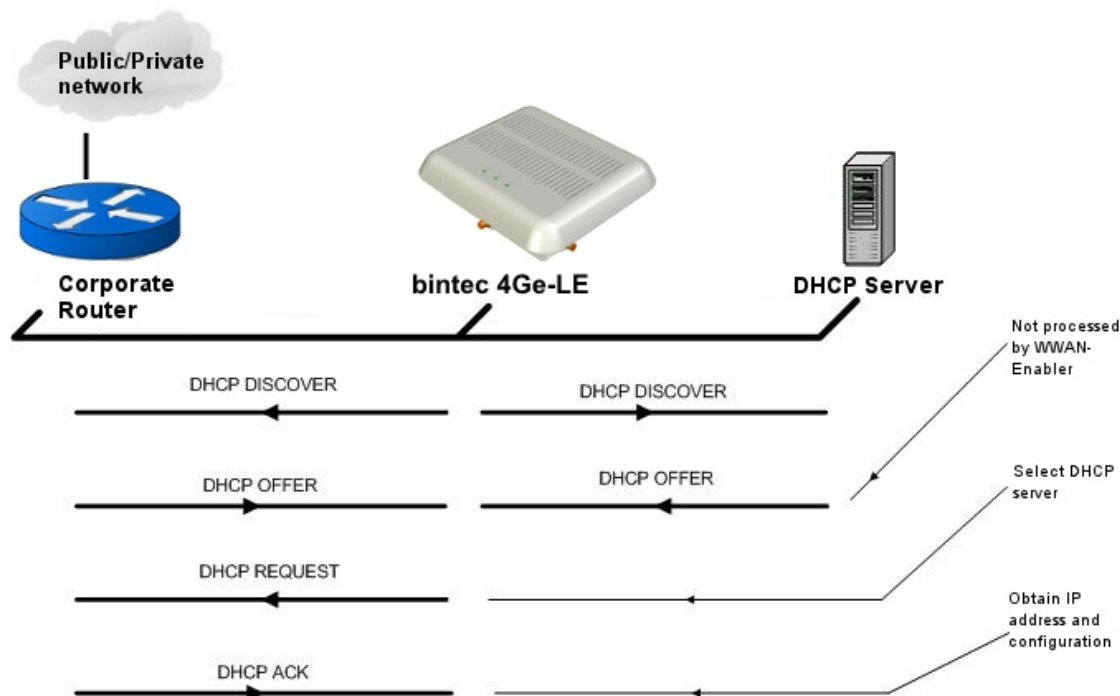 Public/Private
network
Corporate
Router
bintec 4Ge-LE
DHCP Server
Not processed
by WWAN-
Enabler
DHCP DISCOVER
DHCP DISCOVER
DHCP OFFER
DHCP OFFER
Select DHCP
server
DHCP REQUEST
Obtain IP
address and
configuration
DHCP ACK